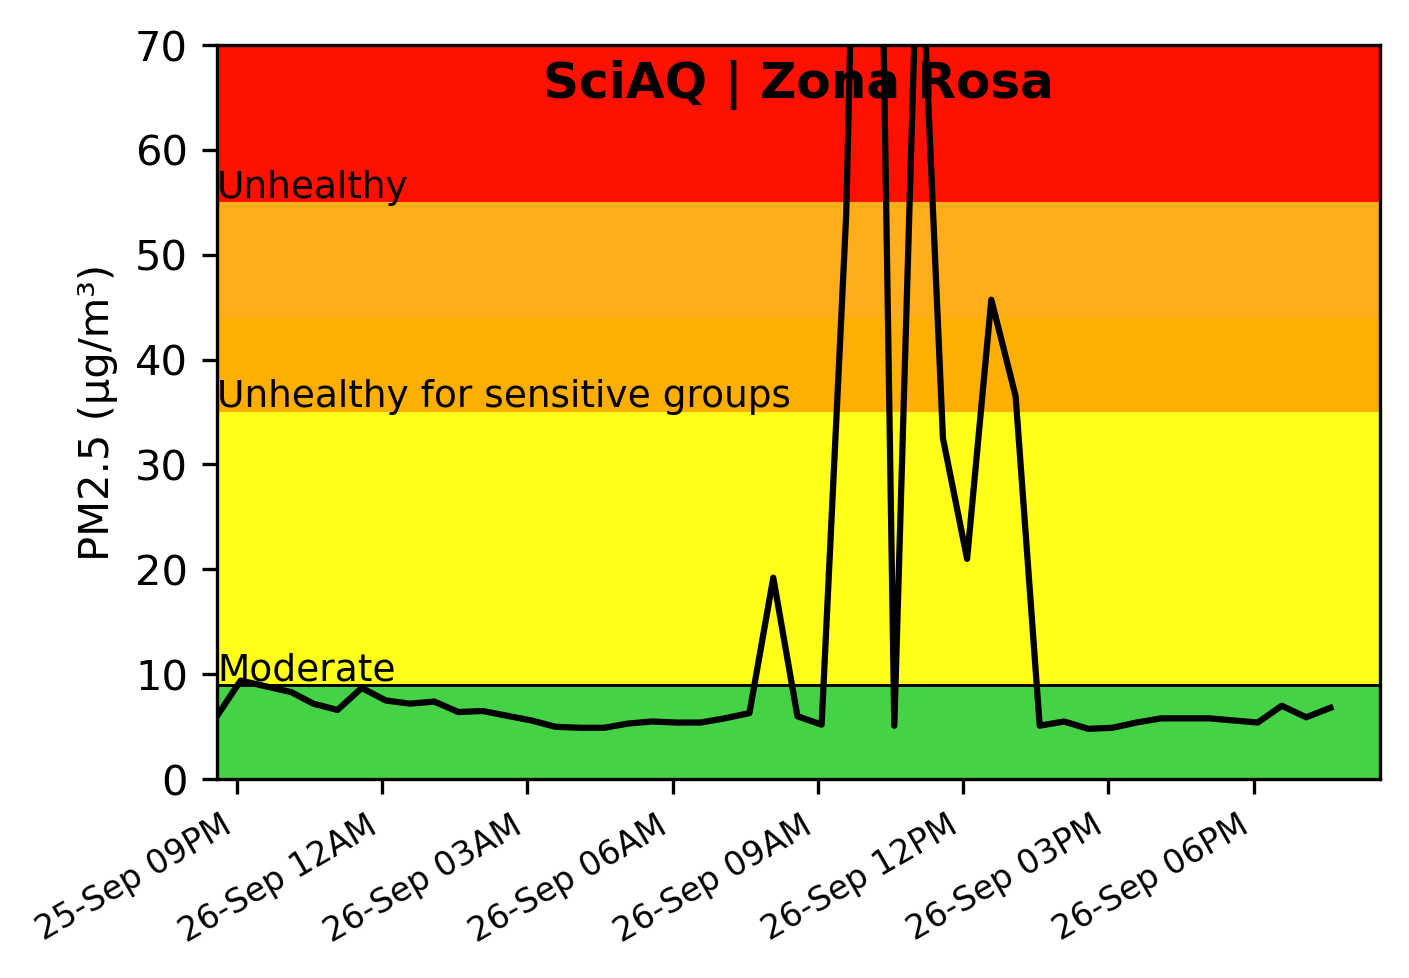 SciAQ | Zona Rosa
PM2.5 (µg/m³)
70
60
50
40
30
20
10
0
Unhealthy
Unhealthy for sensitive groups
Moderate
25-Sep 09PM
26-Sep 12AM
26-Sep 03AM
26-Sep 06AM
26-Sep 09AM
26-Sep 12PM
26-Sep 03PM
26-Sep 06PM